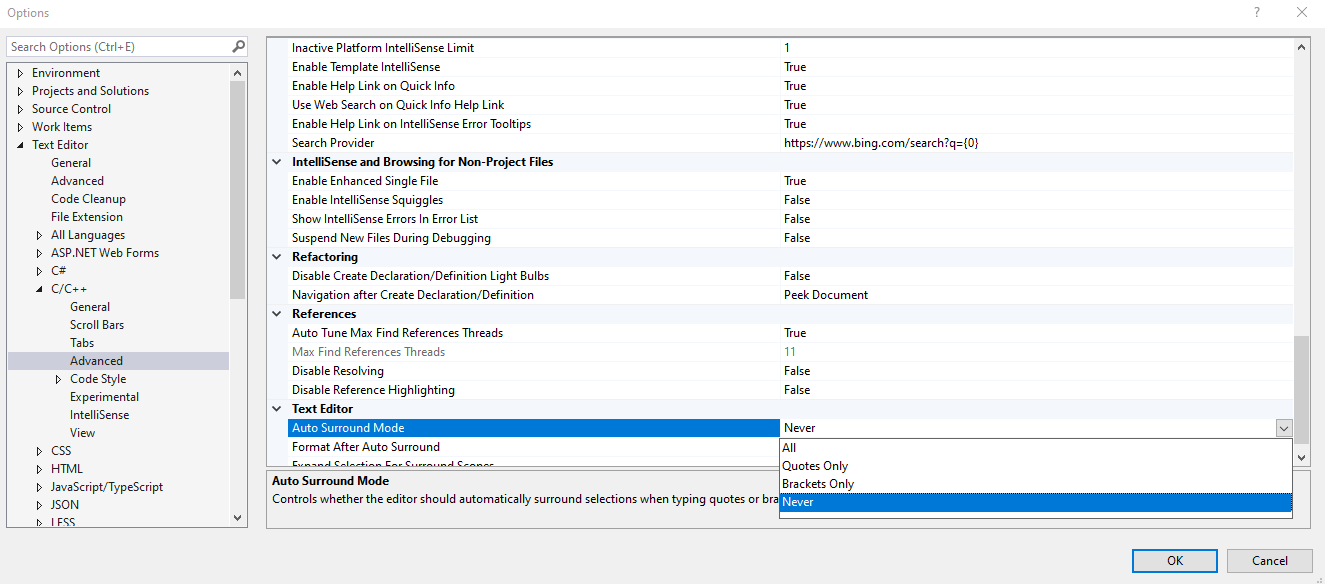 Options
?
Search Options (Ctrl+E)
Environment
Projects and Solutions
Source Control
Work Items
Text Editor
General
Advanced
Code Cleanup
File Extension
All Languages
ASP.NET Web Forms
C#
C/C++
General
Scroll Bars
Tabs
Advanced
Code Style
Experimental
IntelliSense
View
CSS
HTML
JavaScript/TypeScript
JSON
LESS
Inactive Platform IntelliSense Limit 1
Enable Template IntelliSense True
Enable Help Link on Quick Info True
Use Web Search on Quick Info Help Link True
Enable Help Link on IntelliSense Error Tooltips True
Search Provider https://www.bing.com/search?q={0}
IntelliSense and Browsing for Non-Project Files
Enable Enhanced Single File True
Enable IntelliSense Squiggles False
Show IntelliSense Errors In Error List False
Suspend New Files During Debugging False
Refactoring
Disable Create Declaration/Definition Light Bulbs False
Navigation after Create Declaration/Definition Peek Document
References
Auto Tune Max Find References Threads True
Max Find References Threads 11
Disable Resolving False
Disable Reference Highlighting False
Text Editor
Auto Surround Mode Never
Format After Auto Surround
Expand Selection For Surround Scopes
All
Quotes Only
Brackets Only
Never
Auto Surround Mode
Controls whether the editor should automatically surround selections when typing quotes or bra
OK
Cancel